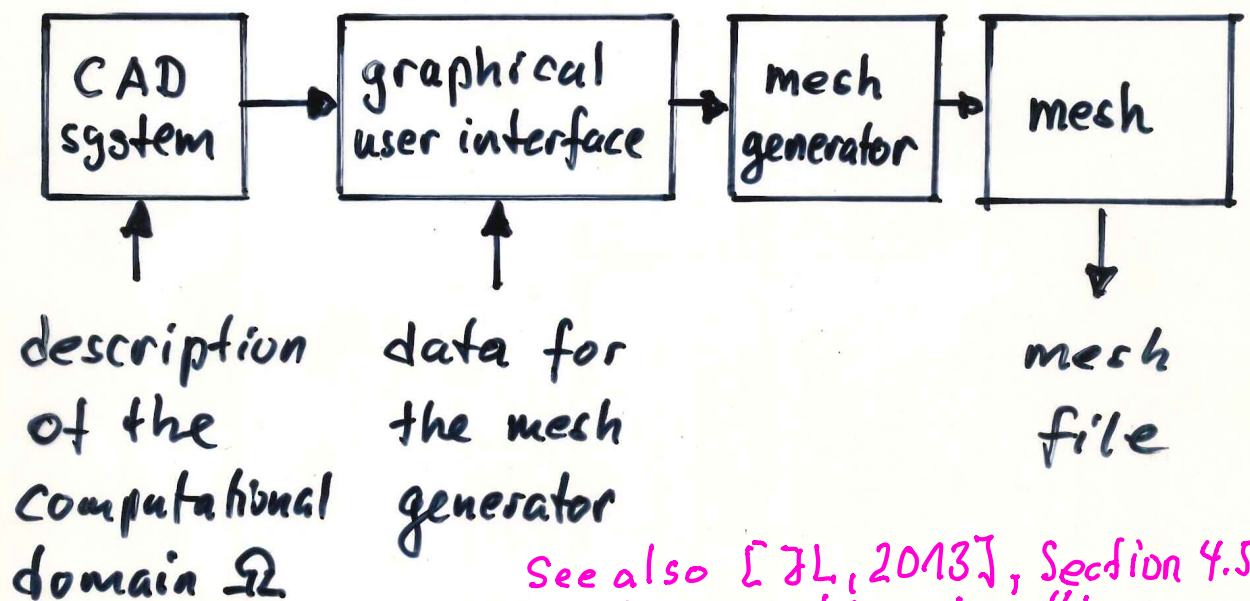 CAD
system
graphical
user interface
mesh
generator
mesh
description
of the
computational
domain Ω
data for
the mesh
generator
mesh
file
See also [JL, 2013], Section 4.5